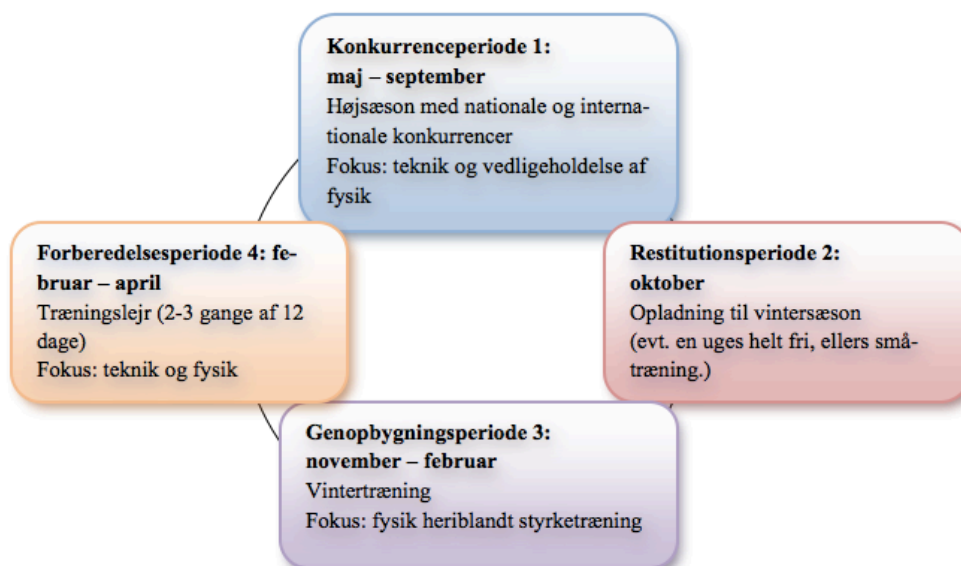 Konkurrenceperiode 1:
maj – september
Højsæson med nationale og interna-
tionale konkurrencer
Fokus: teknik og vedligeholdelse af
fysik
Forberedelsesperiode 4: fe-
bruar – april
Træningslejr (2-3 gange af 12
dage)
Fokus: teknik og fysik
Restitutionsperiode 2:
oktober
Opladning til vintersæson
(evt. en uges helt fri, ellers små-
træning.)
Genopbygningsperiode 3:
november – februar
Vintertræning
Fokus: fysik heriblandt styrketræning